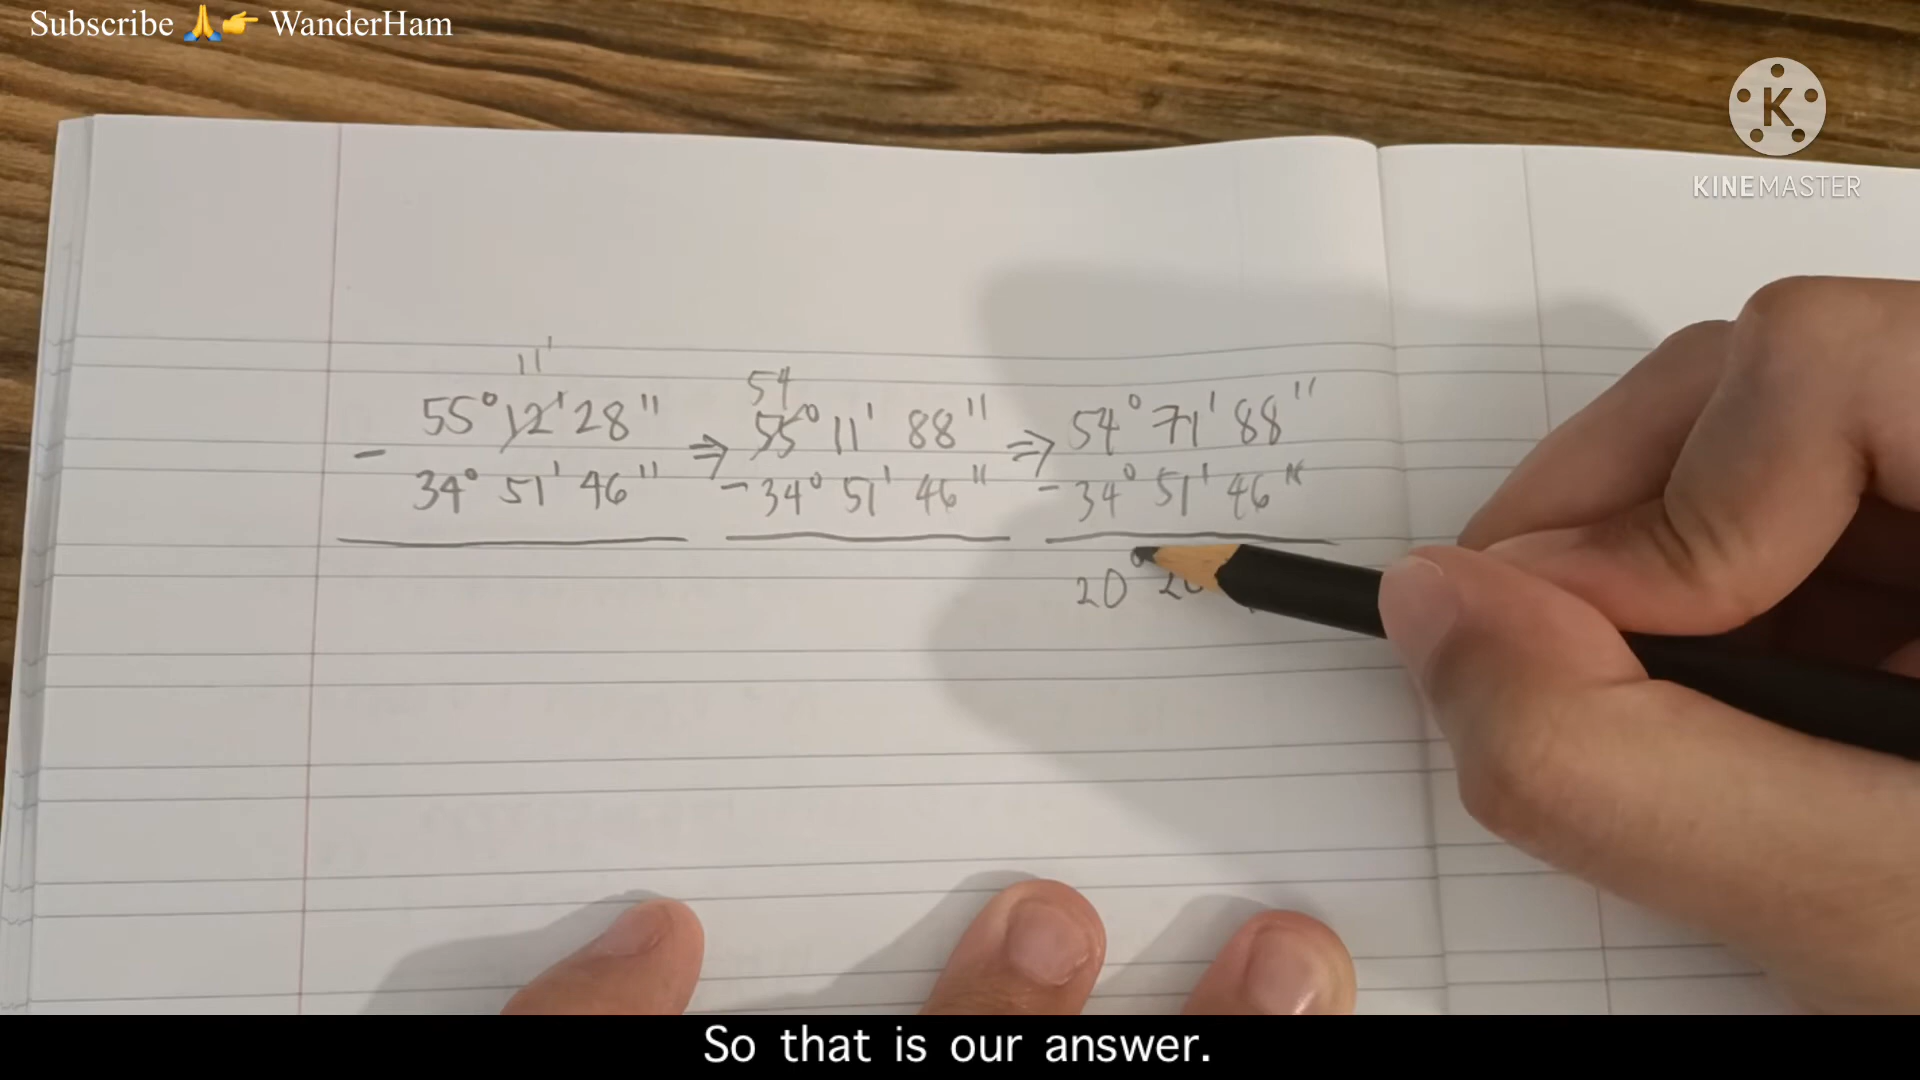 Subscribe 🙏👉 WanderHam
KINEMASTER
11'
54
55° 12' 28" ⇒ 55° 11' 88" ⇒ 54° 71' 88"
- 34° 51' 46" - 34° 51' 46" - 34° 51' 46"
20°
So that is our answer.